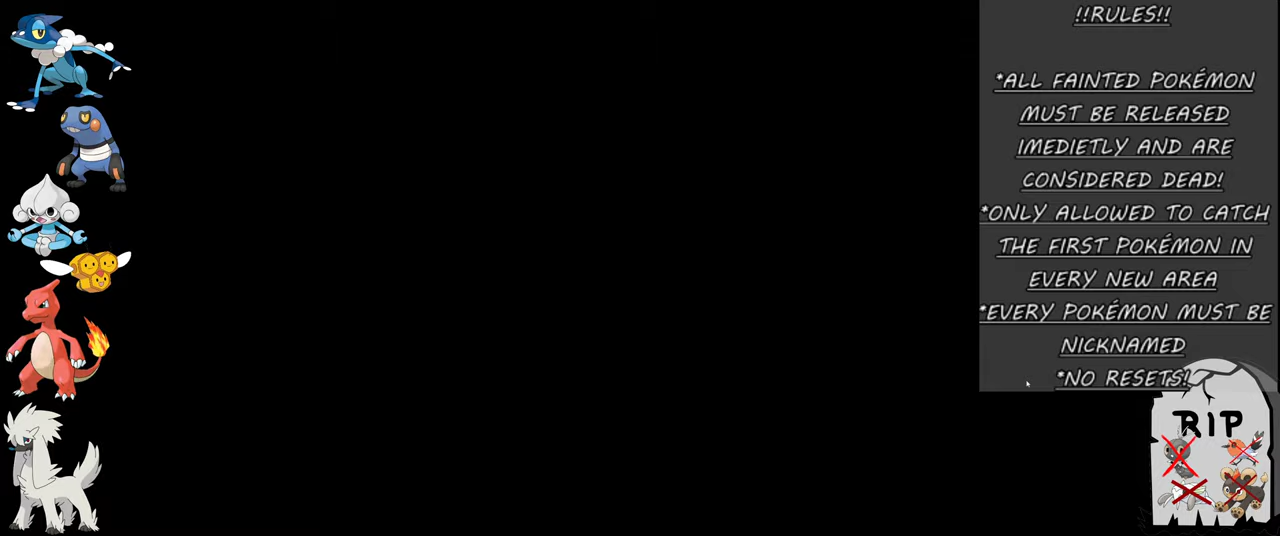 !!RULES!!
*ALL FAINTED POKÉMON
MUST BE RELEASED
IMEDIETLY AND ARE
CONSIDERED DEAD!
*ONLY ALLOWED TO CATCH
THE FIRST POKÉMON IN
EVERY NEW AREA
*EVERY POKÉMON MUST BE
NICKNAMED
*NO RESETS!
RIP